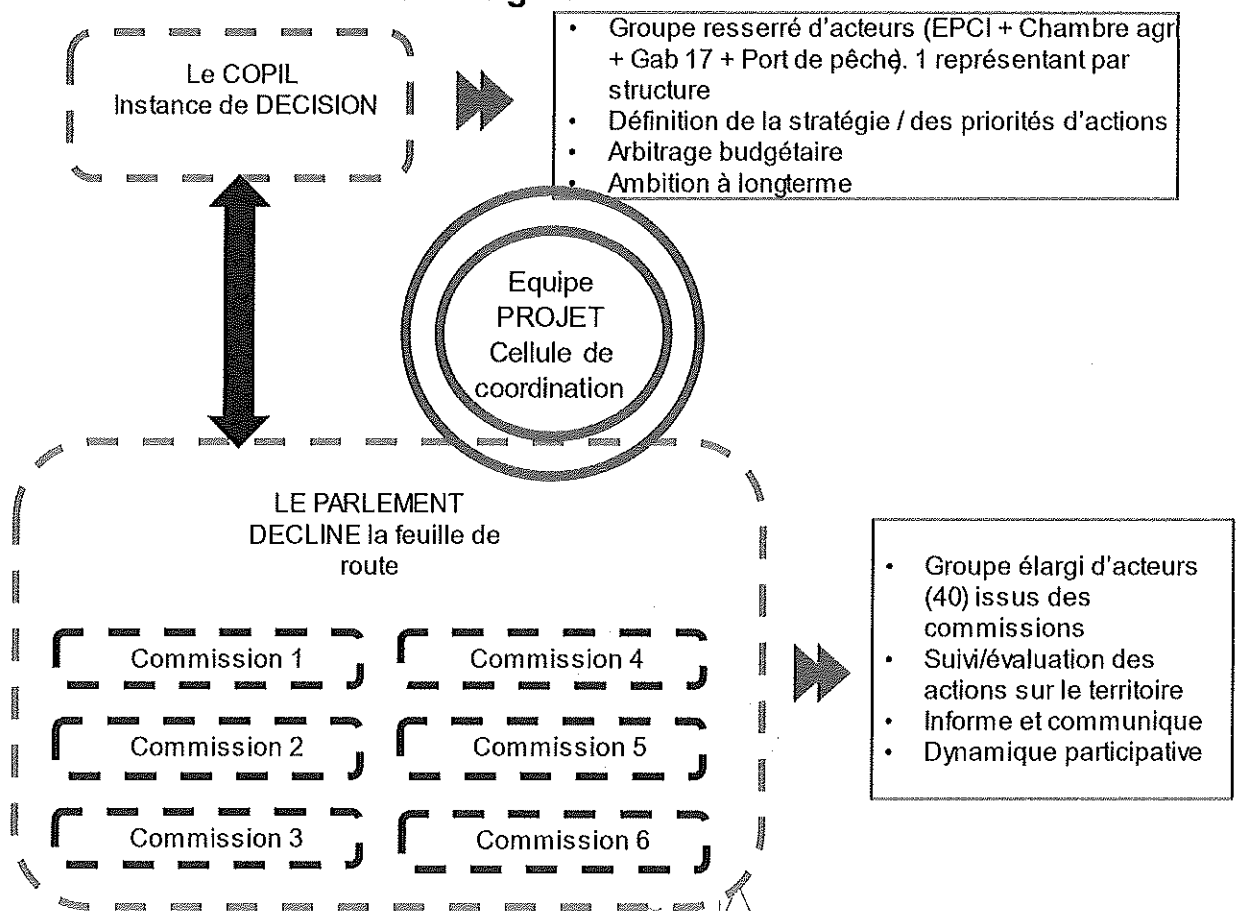 Le COPIL
Instance de DECISION
• Groupe resserré d'acteurs (EPCI + Chambre agr
+ Gab 17 + Port de pêche). 1 représentant par
structure
• Définition de la stratégie / des priorités d'actions
• Arbitrage budgétaire
• Ambition à longterme
Equipe
PROJET
Cellule de
coordination
LE PARLEMENT
DECLINE la feuille de
route
Commission 1
Commission 2
Commission 3
Commission 4
Commission 5
Commission 6
• Groupe élargi d'acteurs
(40) issus des
commissions
• Suivi/évaluation des
actions sur le territoire
• Informe et communique
• Dynamique participative